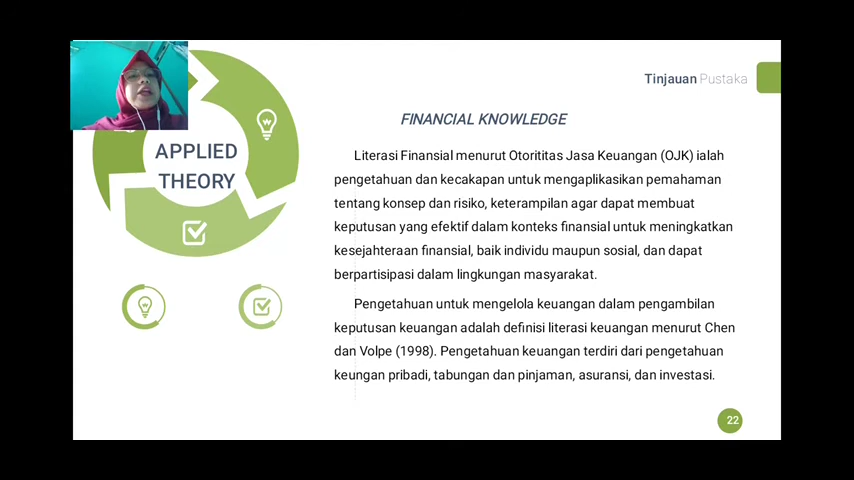 Tinjauan Pustaka
APPLIED
THEORY
FINANCIAL KNOWLEDGE
Literasi Finansial menurut Otorititas Jasa Keuangan (OJK) ialah
pengetahuan dan kecakapan untuk mengaplikasikan pemahaman
tentang konsep dan risiko, keterampilan agar dapat membuat
keputusan yang efektif dalam konteks finansial untuk meningkatkan
kesejahteraan finansial, baik individu maupun sosial, dan dapat
berpartisipasi dalam lingkungan masyarakat.
Pengetahuan untuk mengelola keuangan dalam pengambilan
keputusan keuangan adalah definisi literasi keuangan menurut Chen
dan Volpe (1998). Pengetahuan keuangan terdiri dari pengetahuan
keungan pribadi, tabungan dan pinjaman, asuransi, dan investasi.
22